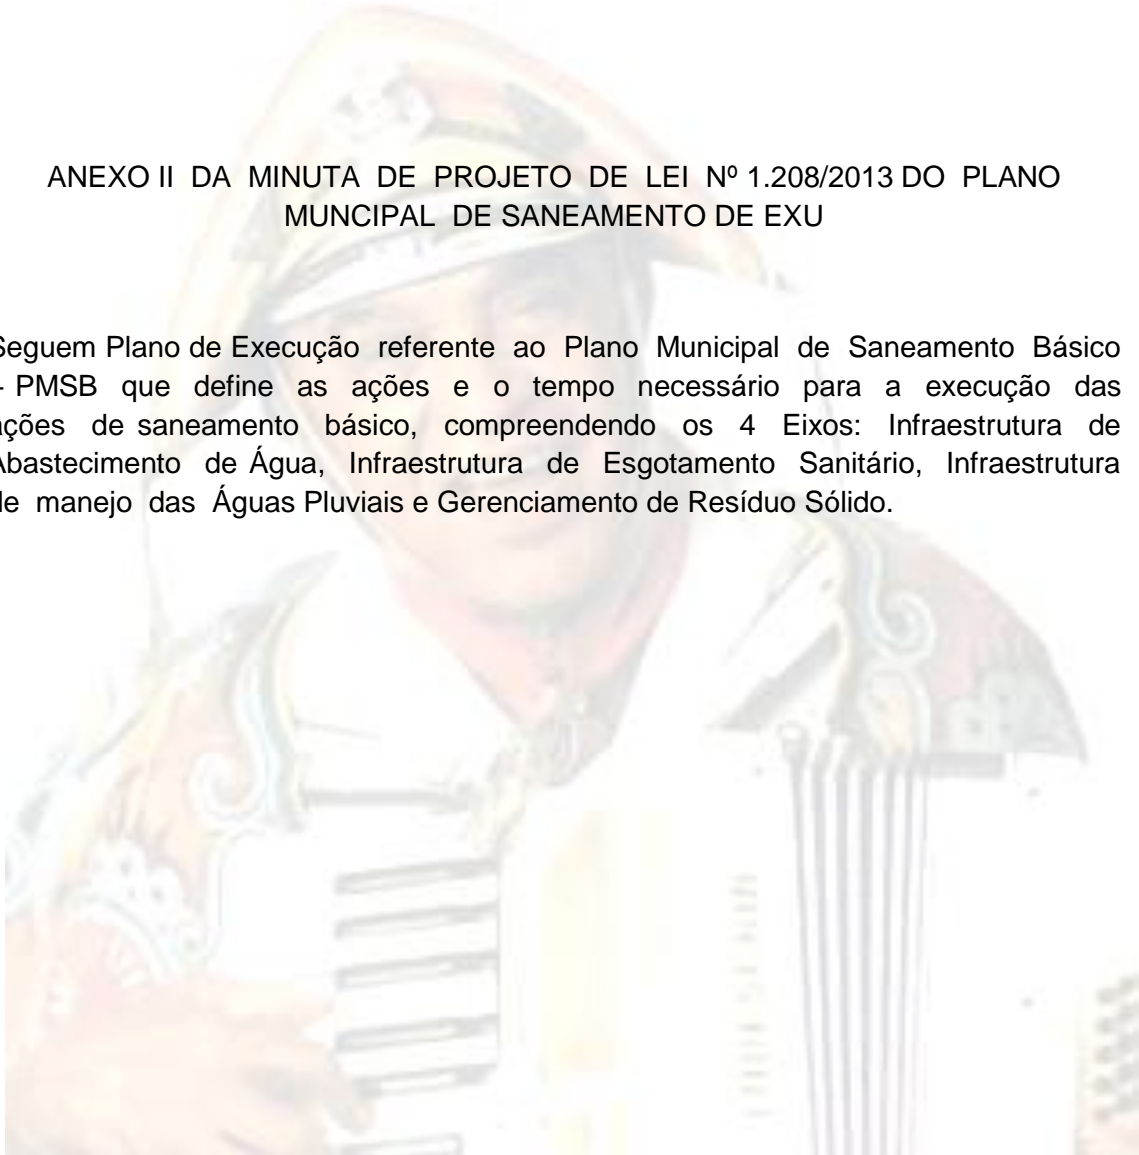 ANEXO II DA MINUTA DE PROJETO DE LEI Nº 1.208/2013 DO PLANO
MUNCIPAL DE SANEAMENTO DE EXU
Seguem Plano de Execução referente ao Plano Municipal de Saneamento Básico
- PMSB que define as ações e o tempo necessário para a execução das
ações de saneamento básico, compreendendo os 4 Eixos: Infraestrutura de
Abastecimento de Água, Infraestrutura de Esgotamento Sanitário, Infraestrutura
de manejo das Águas Pluviais e Gerenciamento de Resíduo Sólido.